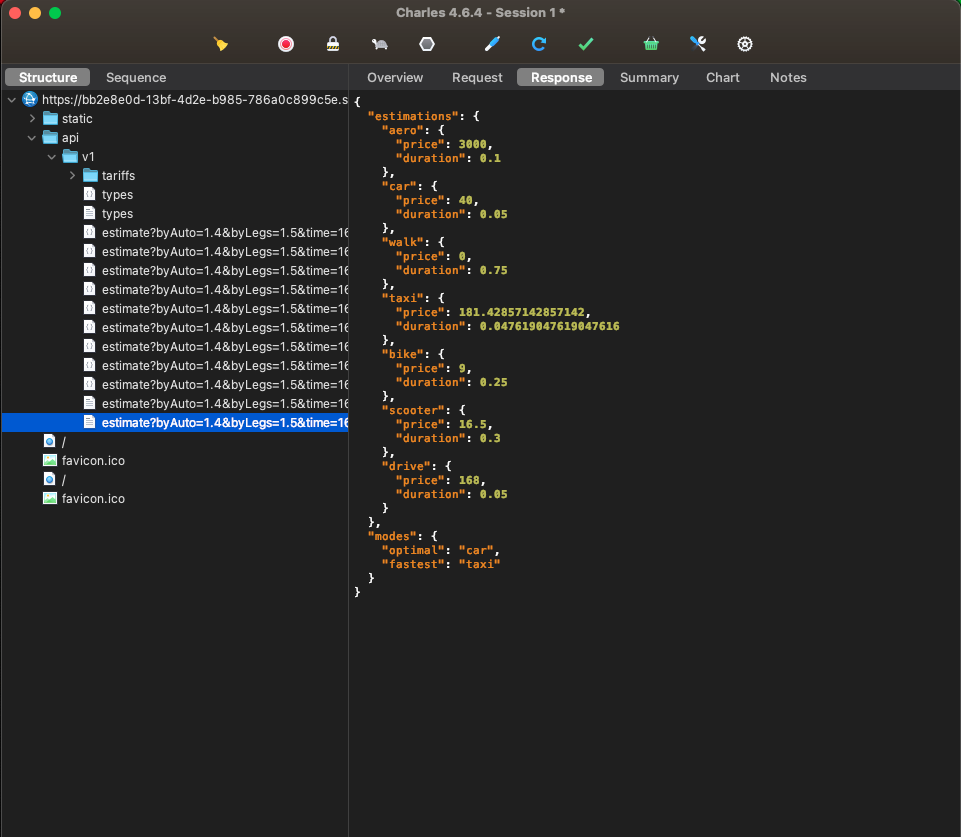 Charles 4.6.4 - Session 1 *
Structure
Sequence
Overview
Request
Response
Summary
Chart
Notes
https://bb2e8e0d-13bf-4d2e-b985-786a0c899c5e.s
static
api
v1
tariffs
types
types
estimate?byAuto=1.4&byLegs=1.5&time=16
estimate?byAuto=1.4&byLegs=1.5&time=16
estimate?byAuto=1.4&byLegs=1.5&time=16
estimate?byAuto=1.4&byLegs=1.5&time=16
estimate?byAuto=1.4&byLegs=1.5&time=16
estimate?byAuto=1.4&byLegs=1.5&time=16
estimate?byAuto=1.4&byLegs=1.5&time=16
estimate?byAuto=1.4&byLegs=1.5&time=16
estimate?byAuto=1.4&byLegs=1.5&time=16
estimate?byAuto=1.4&byLegs=1.5&time=16
estimate?byAuto=1.4&byLegs=1.5&time=16
/
favicon.ico
/
favicon.ico
{
"estimations": {
"aero": {
"price": 3000,
"duration": 0.1
},
"car": {
"price": 40,
"duration": 0.05
},
"walk": {
"price": 0,
"duration": 0.75
},
"taxi": {
"price": 181.42857142857142,
"duration": 0.047619047619047616
},
"bike": {
"price": 9,
"duration": 0.25
},
"scooter": {
"price": 16.5,
"duration": 0.3
},
"drive": {
"price": 168,
"duration": 0.05
}
},
"modes": {
"optimal": "car",
"fastest": "taxi"
}
}